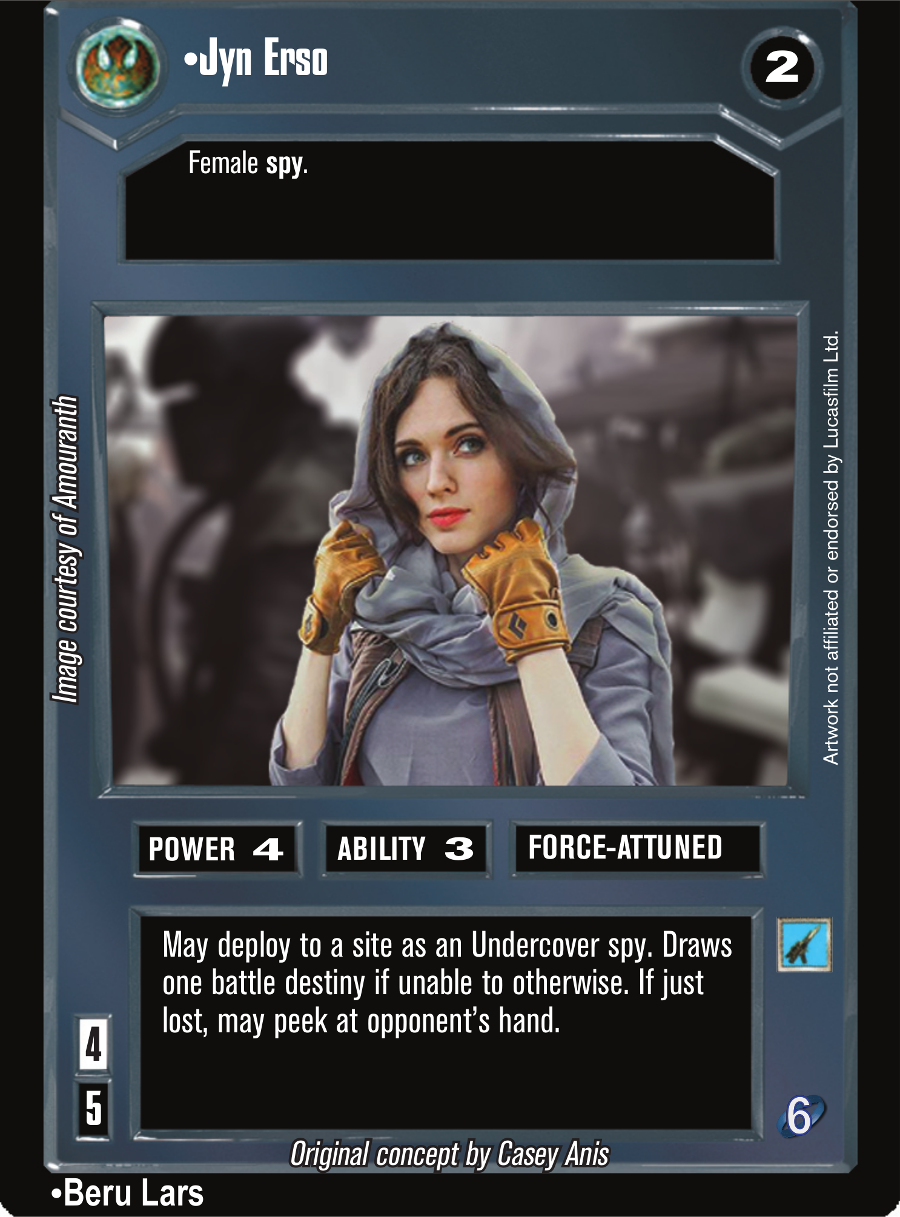 •Jyn Erso
2
Female spy.
Image courtesy of Amouranth
Artwork not affiliated or endorsed by Lucasfilm Ltd.
POWER 4
ABILITY 3
FORCE-ATTUNED
May deploy to a site as an Undercover spy. Draws
one battle destiny if unable to otherwise. If just
lost, may peek at opponent's hand.
4
5
6
Original concept by Casey Anis
•Beru Lars